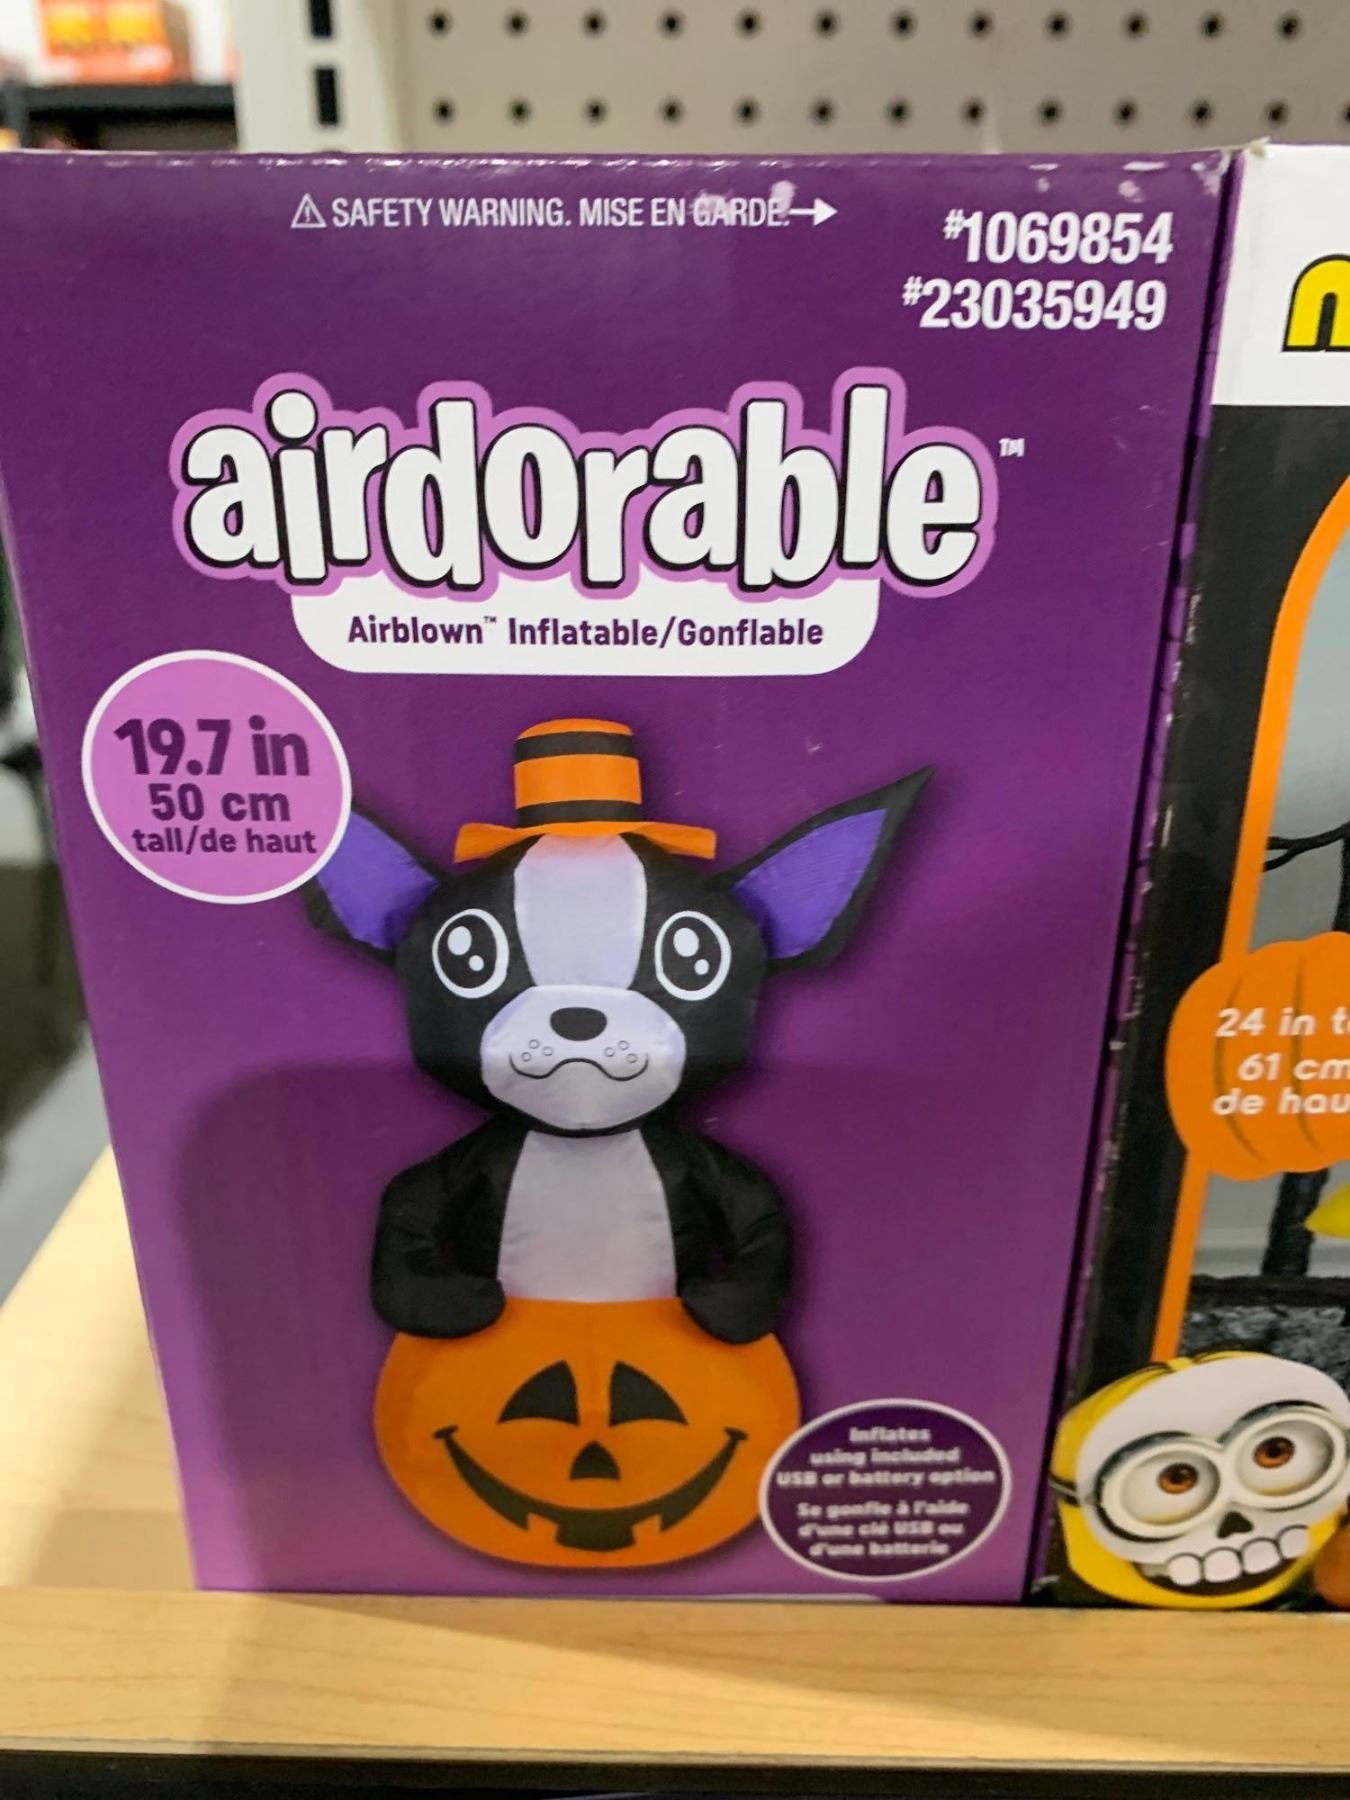 ⚠ SAFETY WARNING. MISE EN GARDE.→
#1069854
#23035949
airdorable™
Airblown™ Inflatable/Gonflable
19.7 in
50 cm
tall/de haut
Inflates
using included
USB or battery option
Se gonfle à l'aide
d'une clé USB ou
d'une batterie
24 in
61 cm
de